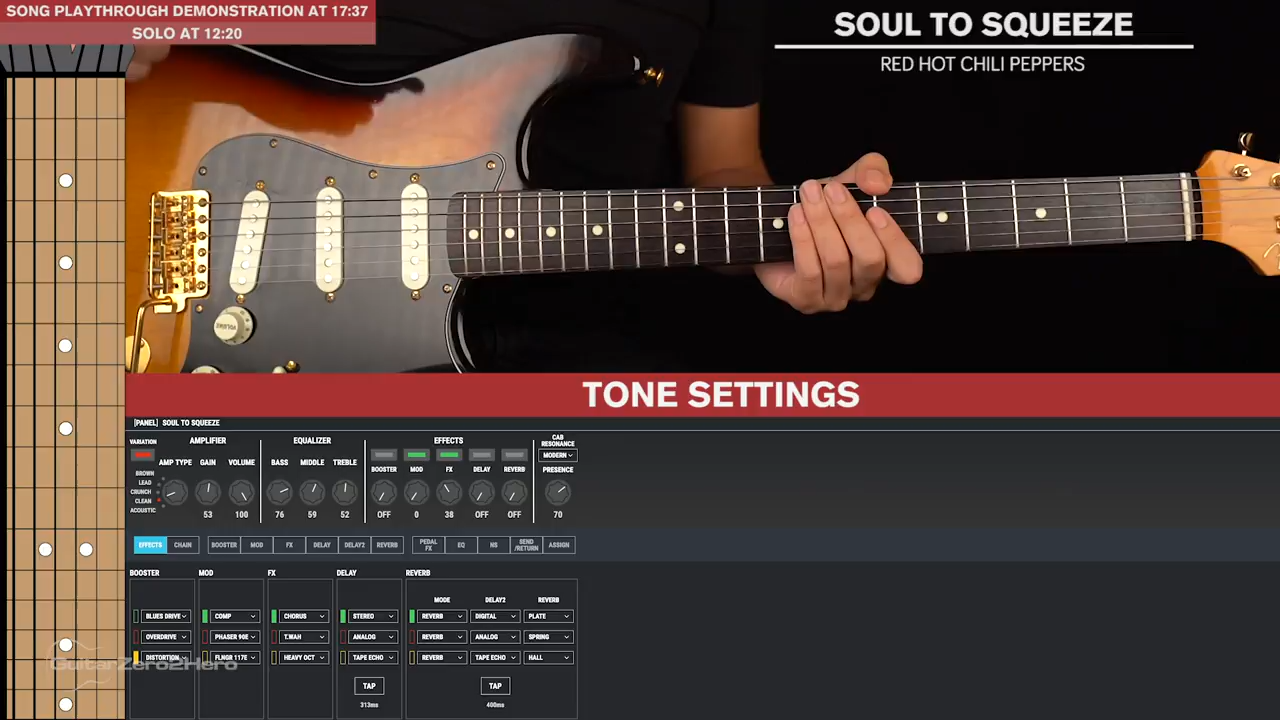 SONG PLAYTHROUGH DEMONSTRATION AT 17:37
SOLO AT 12:20
SOUL TO SQUEEZE
RED HOT CHILI PEPPERS
VOLUME
TONE SETTINGS
[PANEL] SOUL TO SQUEEZE
VARIATION AMPLIFIER EQUALIZER EFFECTS CAB RESONANCE
MODERN
AMP TYPE GAIN VOLUME BASS MIDDLE TREBLE BOOSTER MOD FX DELAY REVERB PRESENCE
BROWN
LEAD
CRUNCH
CLEAN
ACOUSTIC
53 100 76 59 52 OFF 0 38 OFF OFF 70
EFFECTS CHAIN BOOSTER MOD FX DELAY DELAY2 REVERB PEDAL FX EQ NS SEND /RETURN ASSIGN
BOOSTER MOD FX DELAY REVERB
MODE DELAY2 REVERB
BLUES DRIVE COMP CHORUS STEREO REVERB DIGITAL PLATE
OVERDRIVE PHASER 90E T.WAH ANALOG REVERB ANALOG SPRING
DISTORTION FLNGR 117E HEAVY OCT TAPE ECHO REVERB TAPE ECHO HALL
GuitarZero2Hero
TAP TAP
313ms 400ms